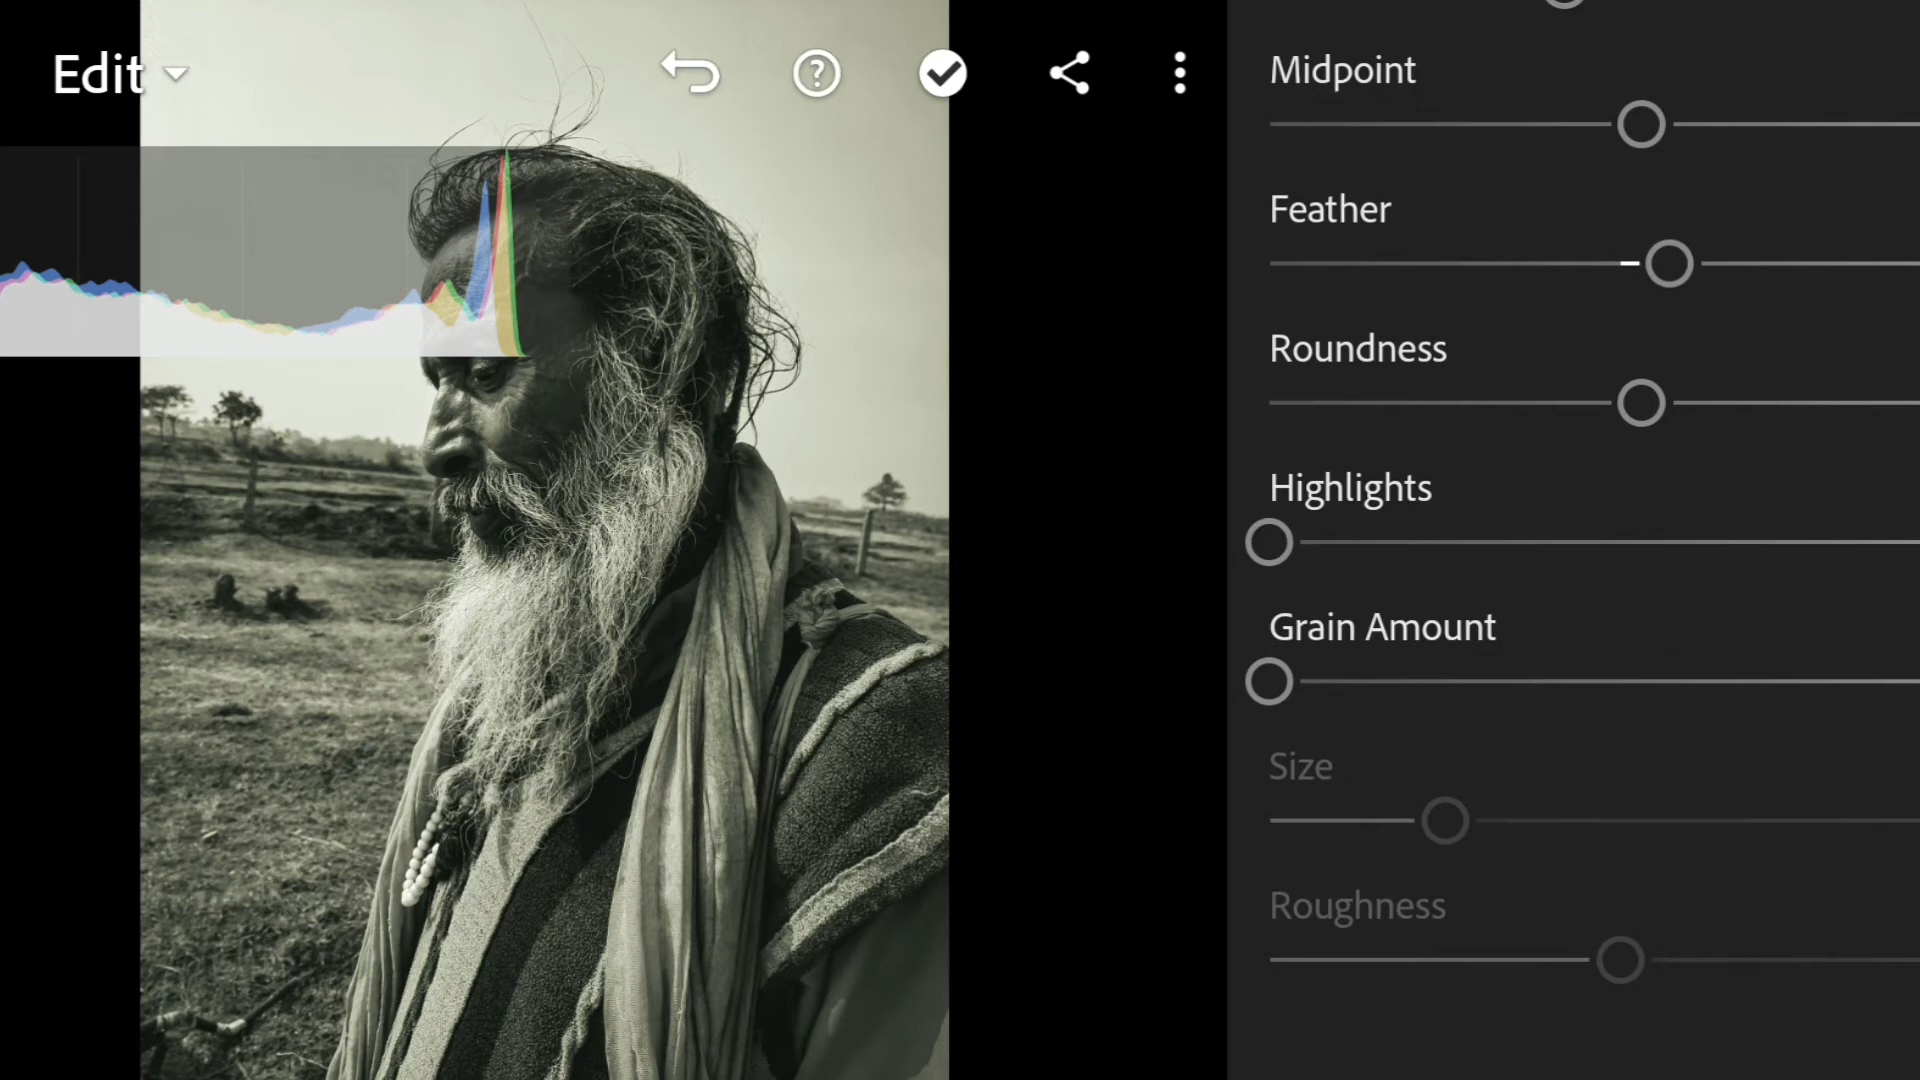 Edit
Midpoint
Feather
Roundness
Highlights
Grain Amount
Size
Roughness